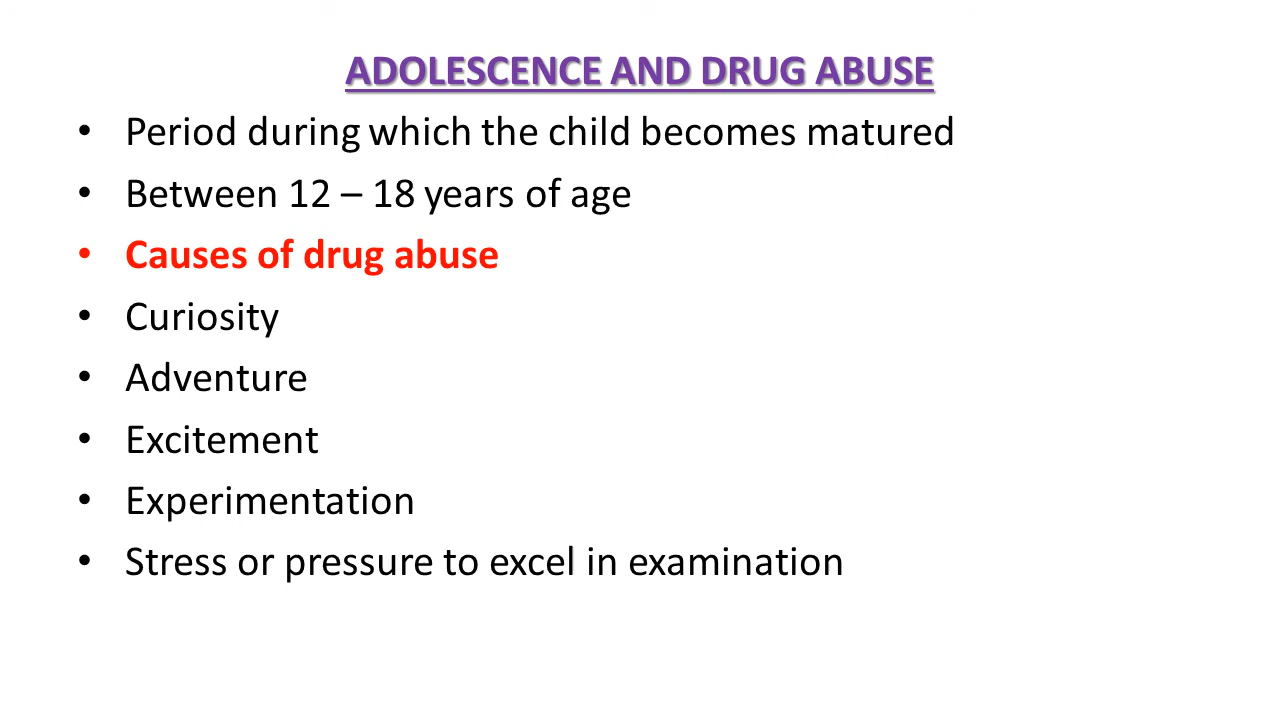 ADOLESCENCE AND DRUG ABUSE
• Period during which the child becomes matured
• Between 12 – 18 years of age
• Causes of drug abuse
• Curiosity
• Adventure
• Excitement
• Experimentation
• Stress or pressure to excel in examination